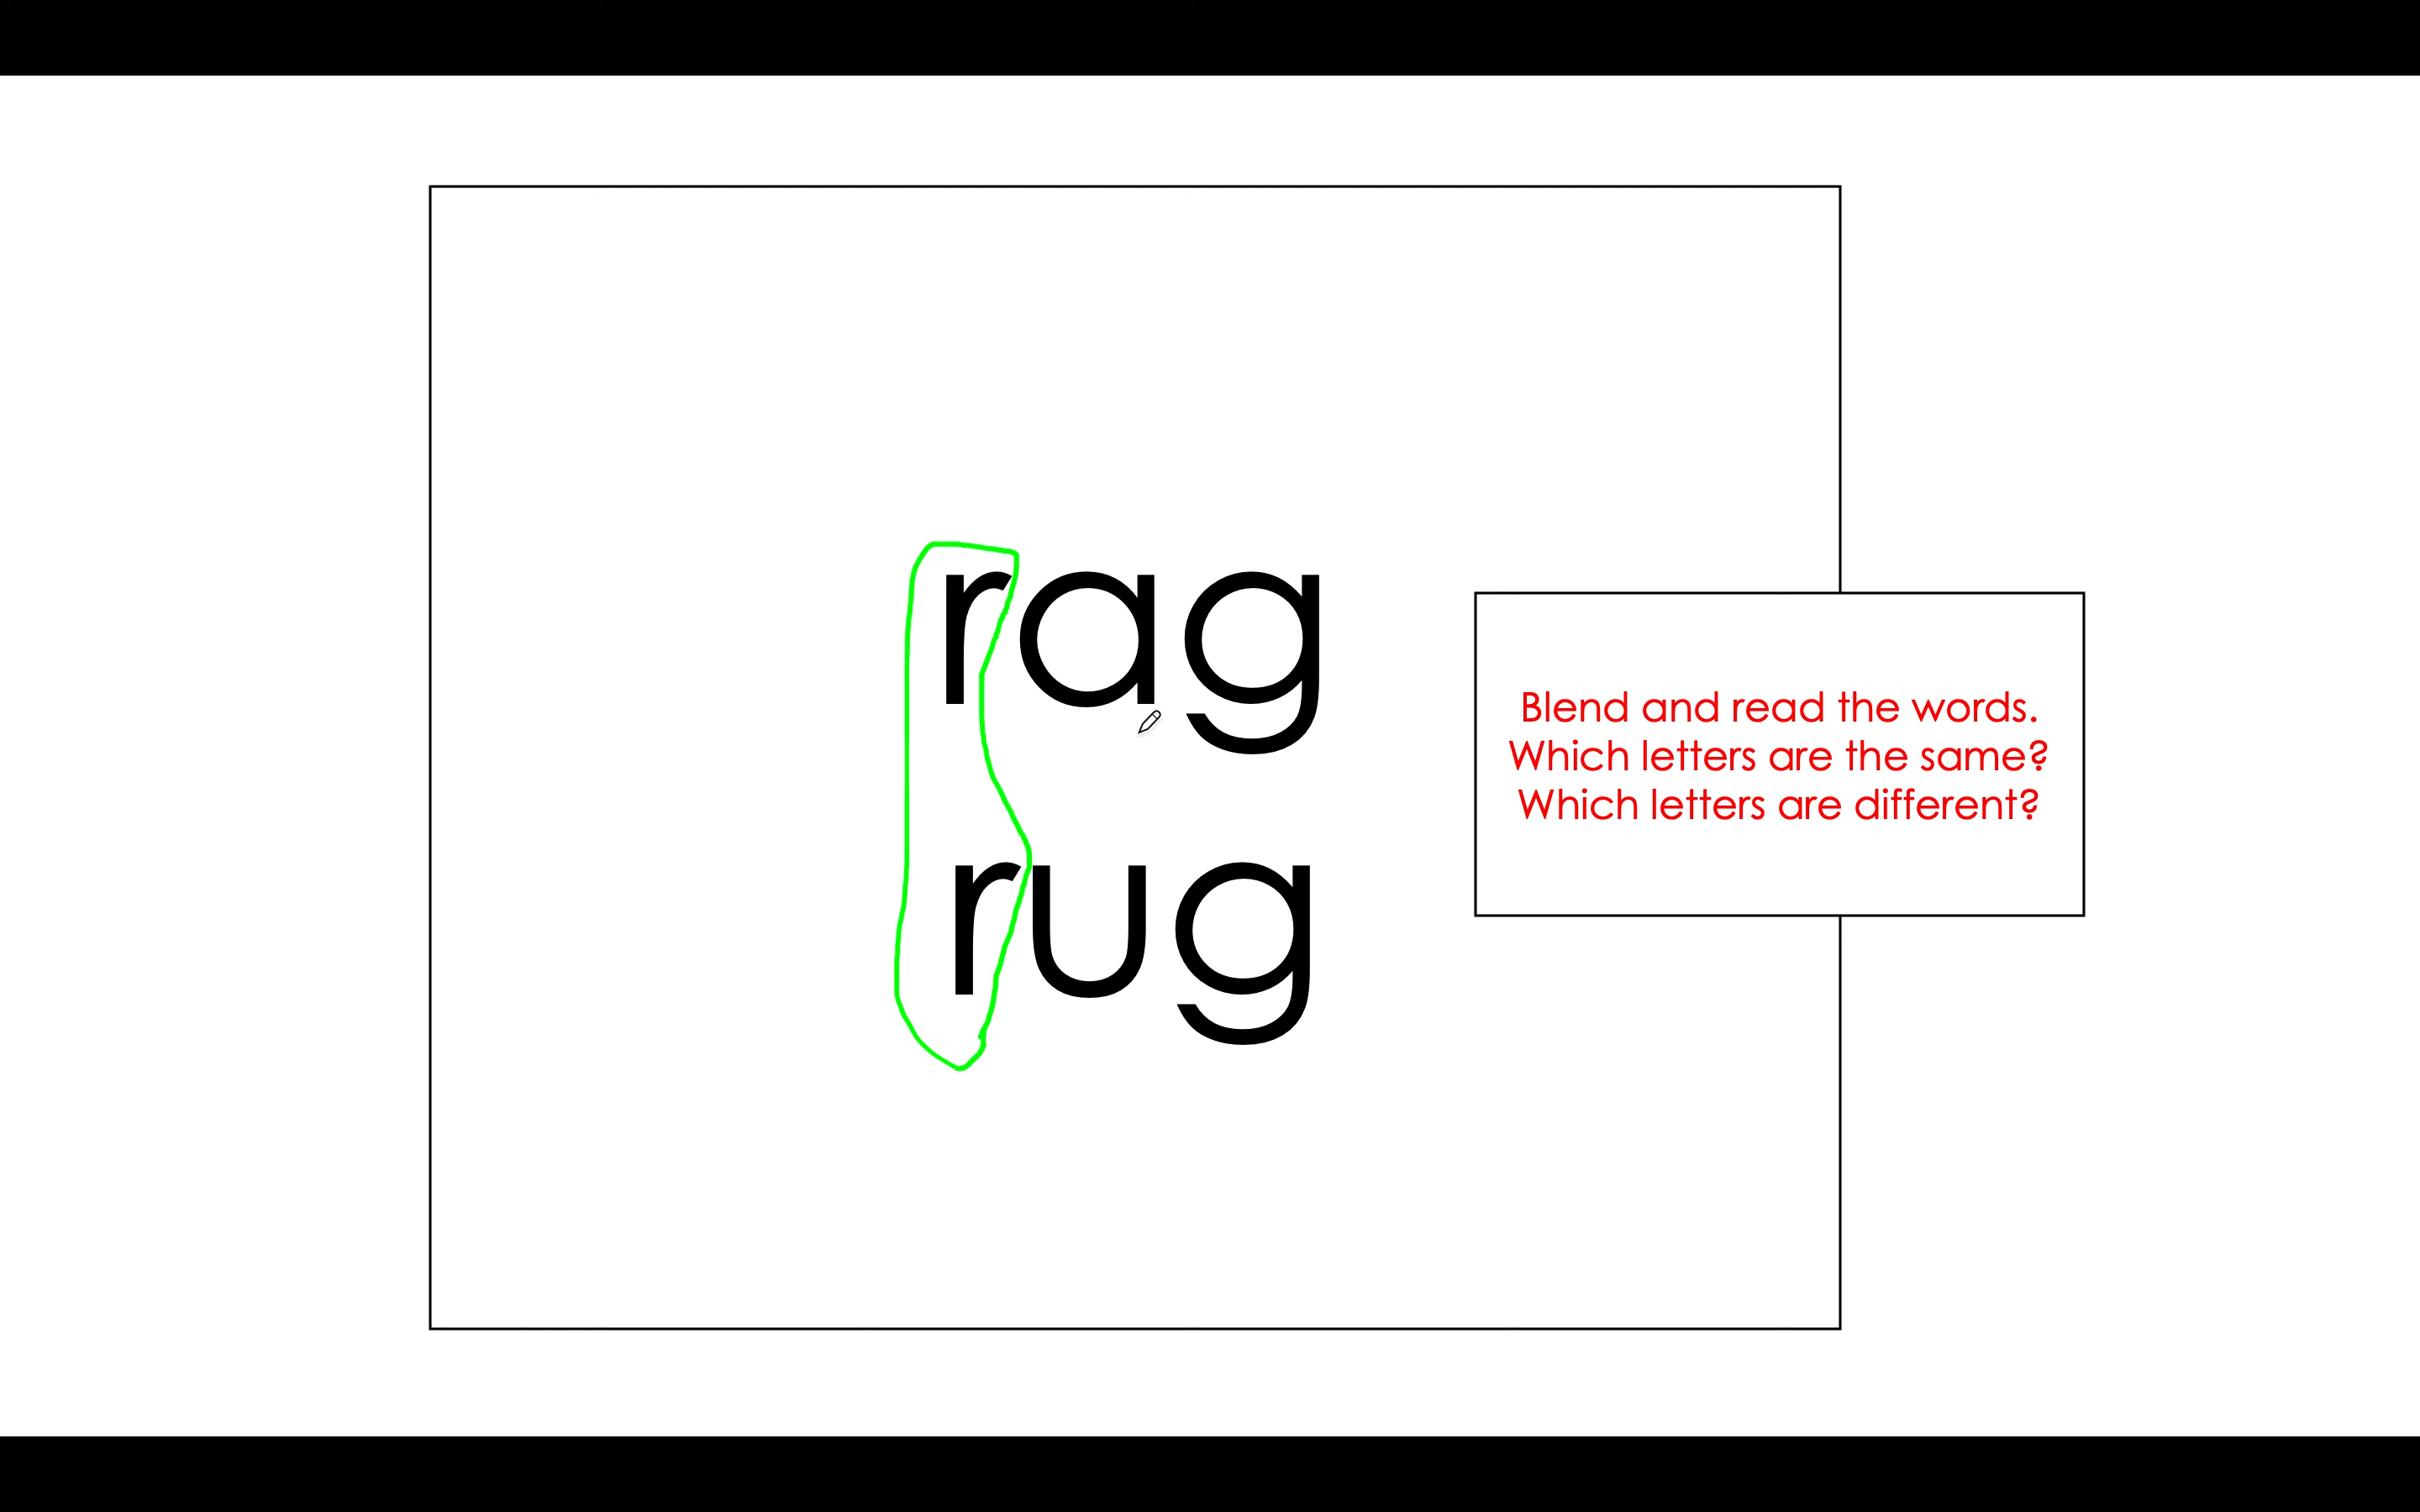 rag
rug
Blend and read the words.
Which letters are the same?
Which letters are different?